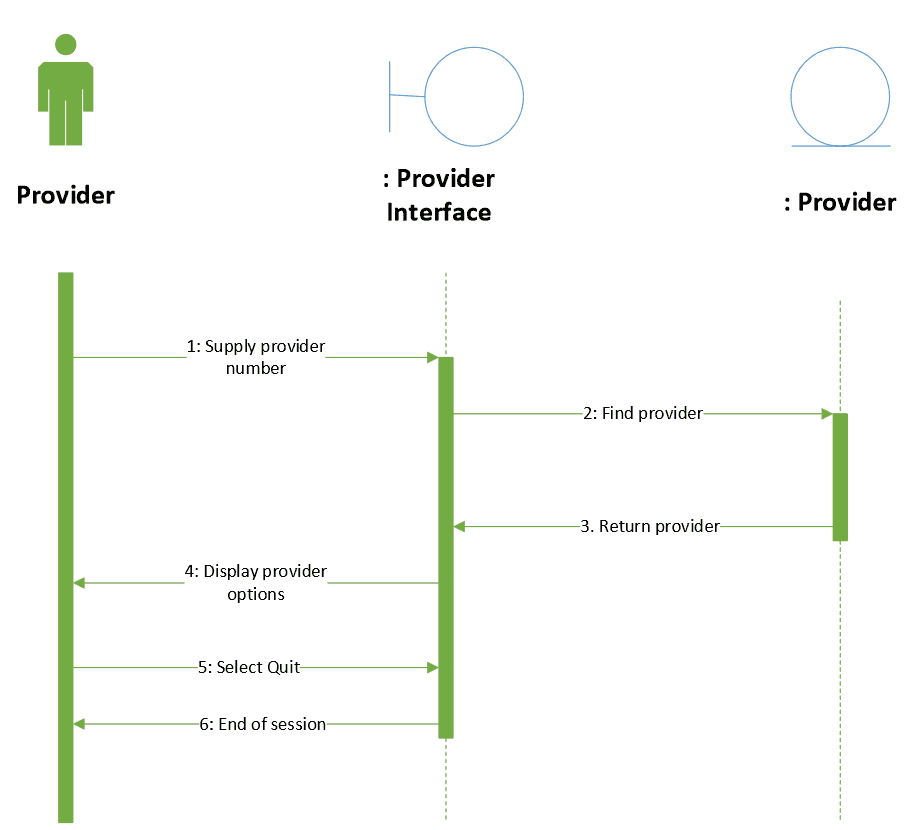 Provider
: Provider
Interface
: Provider
1: Supply provider
number
2: Find provider
3. Return provider
4: Display provider
options
5: Select Quit
6: End of session